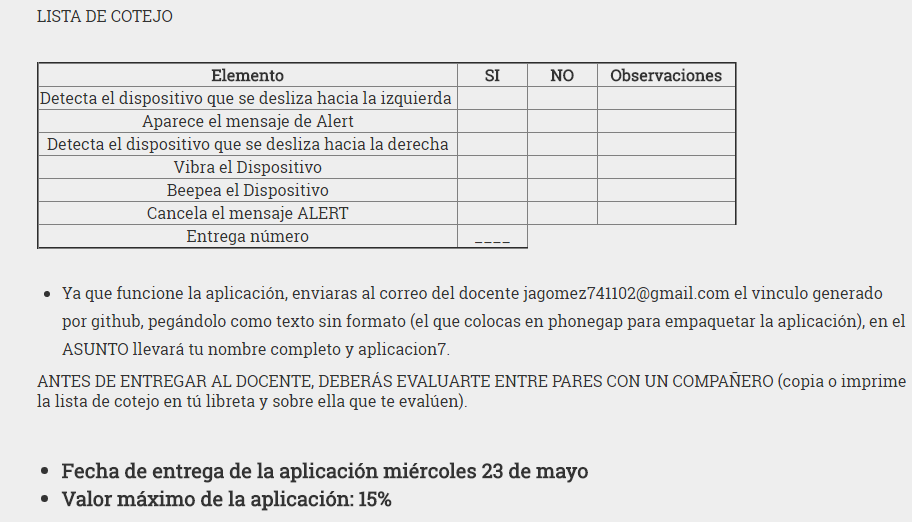 LISTA DE COTEJO
Elemento SI NO Observaciones
Detecta el dispositivo que se desliza hacia la izquierda
Aparece el mensaje de Alert
Detecta el dispositivo que se desliza hacia la derecha
Vibra el Dispositivo
Beepea el Dispositivo
Cancela el mensaje ALERT
Entrega número ____
• Ya que funcione la aplicación, enviaras al correo del docente jagomez741102@gmail.com el vinculo generado
por github, pegándolo como texto sin formato (el que colocas en phonegap para empaquetar la aplicación), en el
ASUNTO llevará tu nombre completo y aplicacion7.
ANTES DE ENTREGAR AL DOCENTE, DEBERÁS EVALUARTE ENTRE PARES CON UN COMPAÑERO (copia o imprime
la lista de cotejo en tú libreta y sobre ella que te evalúen).
• Fecha de entrega de la aplicación miércoles 23 de mayo
• Valor máximo de la aplicación: 15%